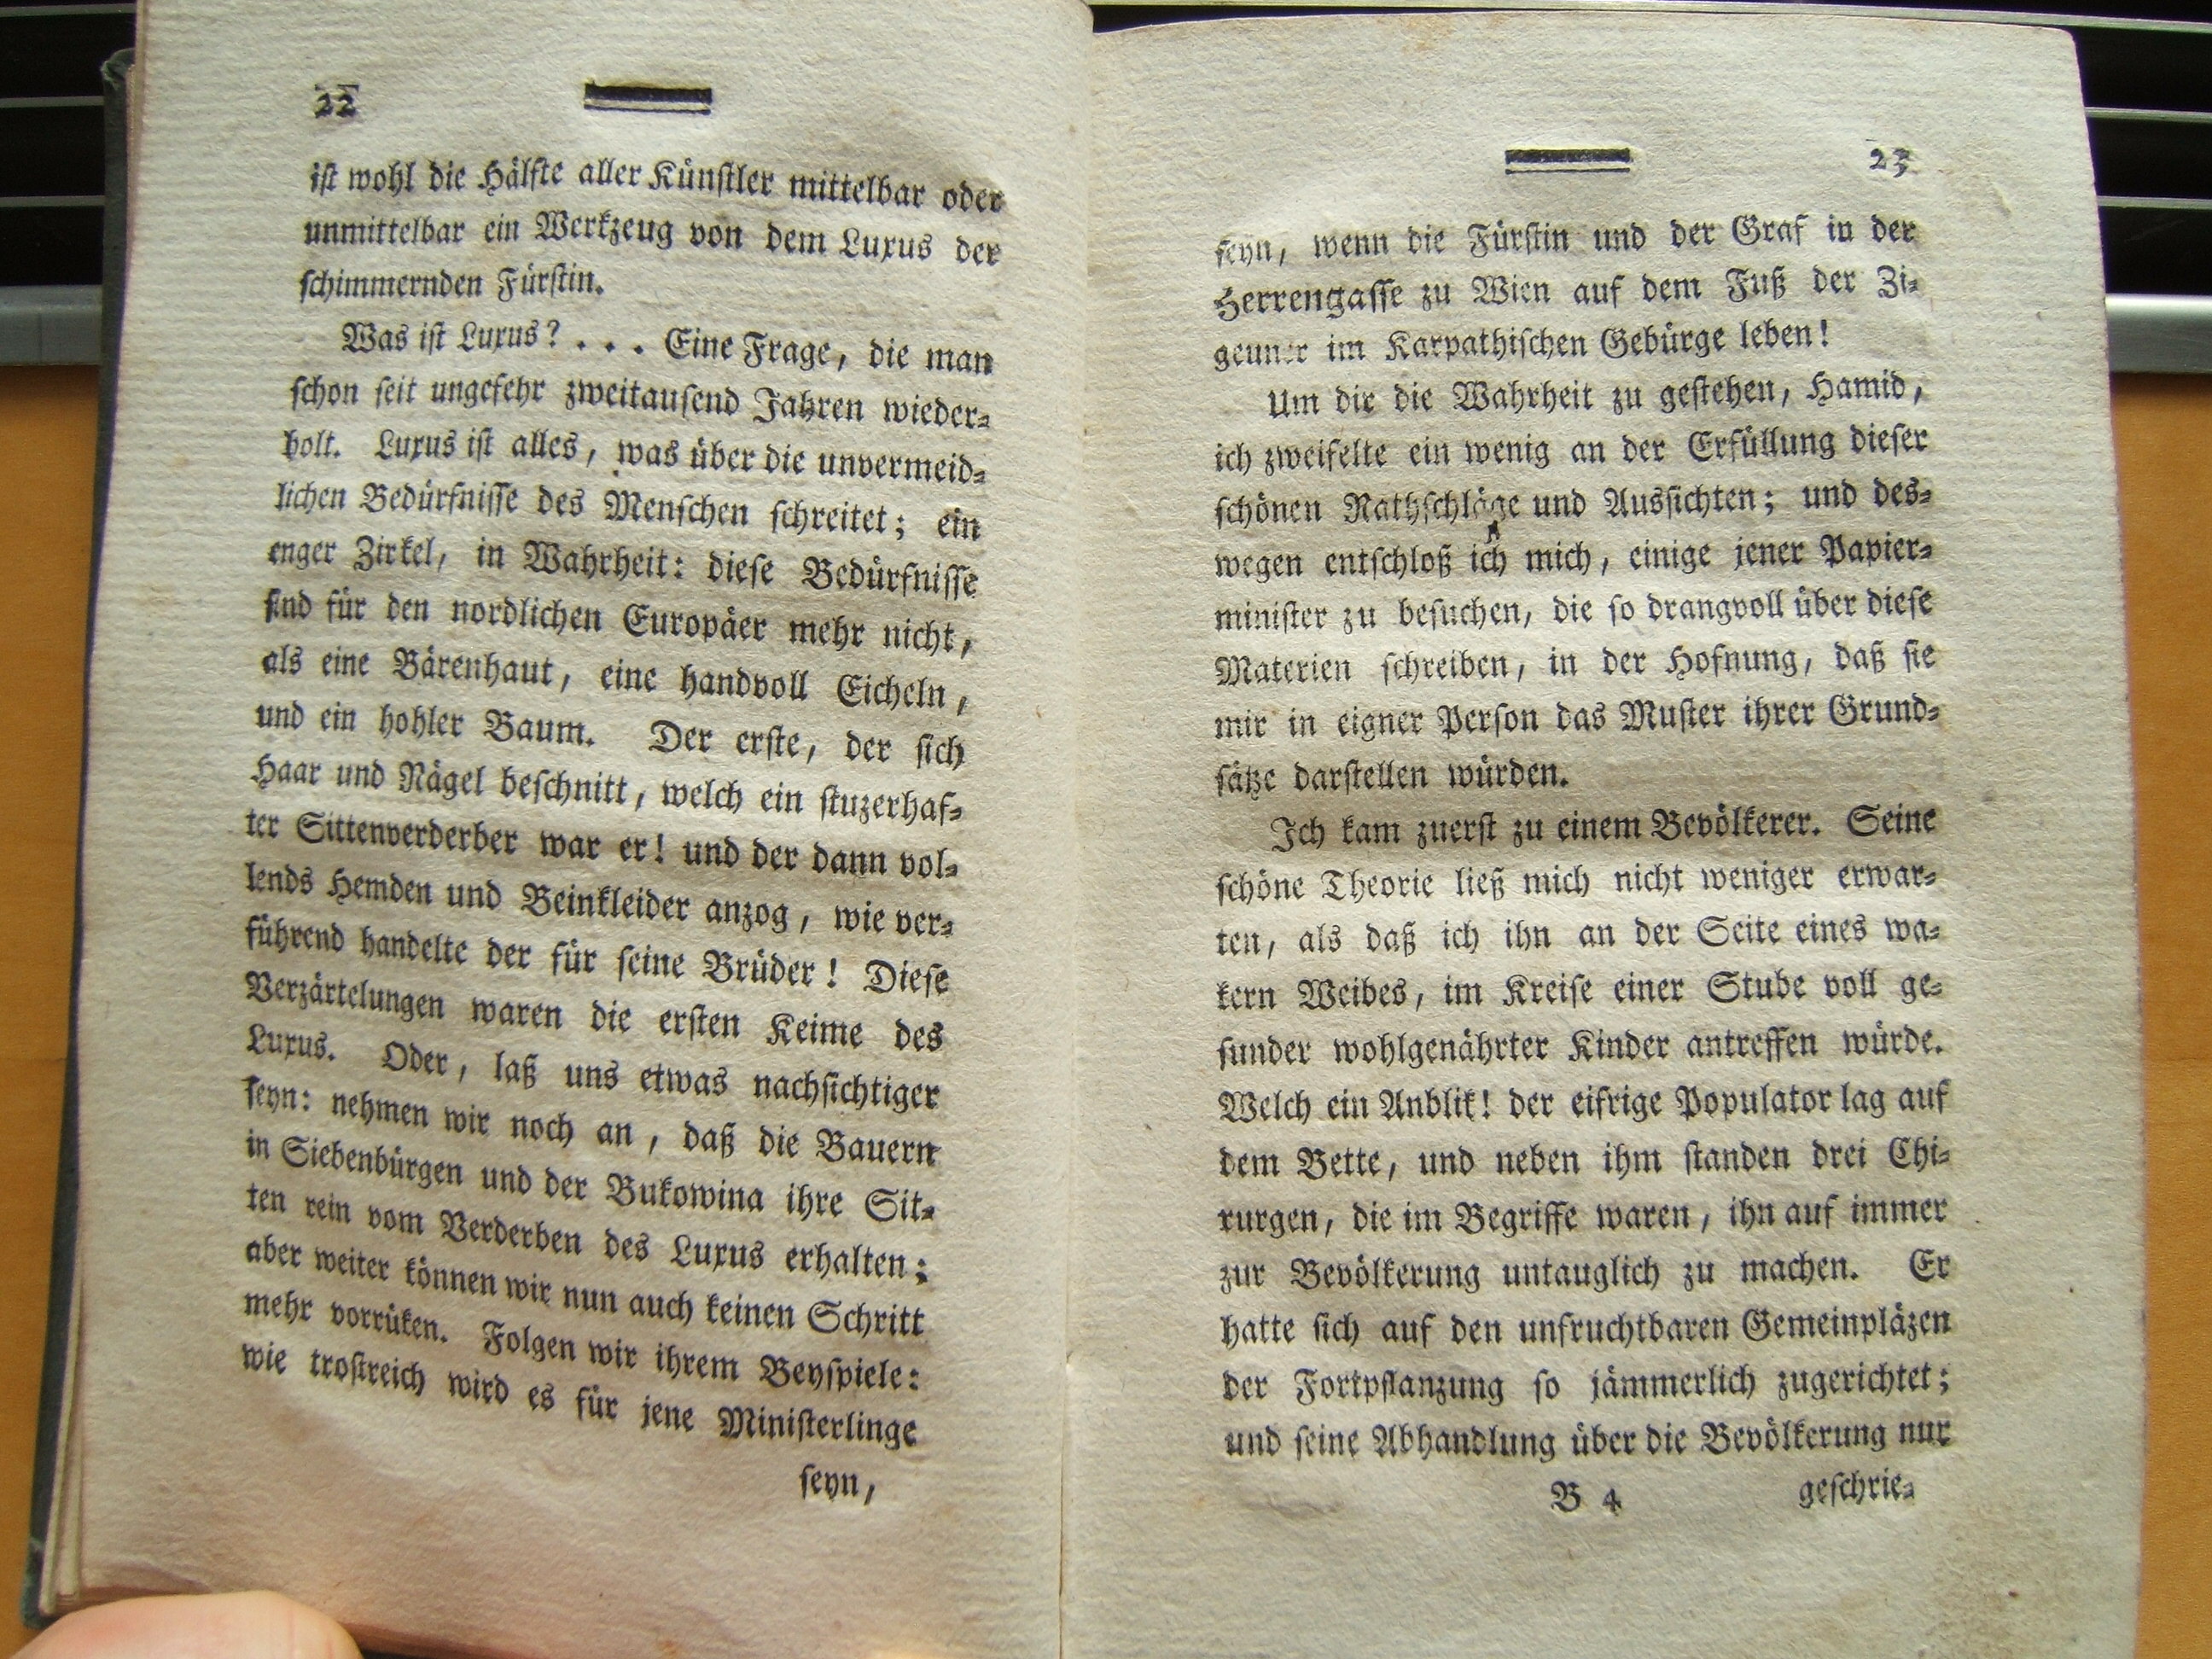 22
ist wohl die Hälfte aller Künstler mittelbar oder
unmittelbar ein Werkzeug von dem Luxus der
schimmernden Fürstin.
Was ist Luxus? . . . Eine Frage, die man
schon seit ungefehr zweitausend Jahren wieder=
holt. Luxus ist alles, was über die unvermeid=
lichen Bedürfnisse des Menschen schreitet; ein
enger Zirkel, in Wahrheit: diese Bedürfnisse
sind für den nordlichen Europäer mehr nicht,
als eine Bärenhaut, eine handvoll Eicheln,
und ein hohler Baum. Der erste, der sich
Haar und Nägel beschnitt, welch ein stuzerhaf=
ter Sittenverderber war er! und der dann vol=
lends Hemden und Beinkleider anzog, wie ver=
führend handelte der für seine Brüder! Diese
Verzärtelungen waren die ersten Keime des
Luxus. Oder, laß uns etwas nachsichtiger
seyn: nehmen wir noch an, daß die Bauern
in Siebenbürgen und der Bukowina ihre Sit=
ten rein vom Verderben des Luxus erhalten;
aber weiter können wir nun auch keinen Schritt
mehr vorrüken. Folgen wir ihrem Beyspiele:
wie trostreich wird es für jene Ministerlinge
seyn,
23
seyn, wenn die Fürstin und der Graf in der
Herrengasse zu Wien auf dem Fuß der Zi=
geuner im Karpathischen Gebürge leben!
Um dir die Wahrheit zu gestehen, Hamid,
ich zweifelte ein wenig an der Erfüllung dieser
schönen Rathschläge und Aussichten; und des=
wegen entschloß ich mich, einige jener Papier=
minister zu besuchen, die so drangvoll über diese
Materien schreiben, in der Hofnung, daß sie
mir in eigner Person das Muster ihrer Grund=
sätze darstellen würden.
Ich kam zuerst zu einem Bevölkerer. Seine
schöne Theorie ließ mich nicht weniger erwar=
ten, als daß ich ihn an der Seite eines wa=
kern Weibes, im Kreise einer Stube voll ge=
sunder wohlgenährter Kinder antreffen würde.
Welch ein Anblik! der eifrige Populator lag auf
dem Bette, und neben ihm standen drei Chi=
rurgen, die im Begriffe waren, ihn auf immer
zur Bevölkerung untauglich zu machen. Er
hatte sich auf den unfruchtbaren Gemeinpläzen
der Fortpflanzung so jämmerlich zugerichtet;
und seine Abhandlung über die Bevölkerung nur
B 4 geschrie=